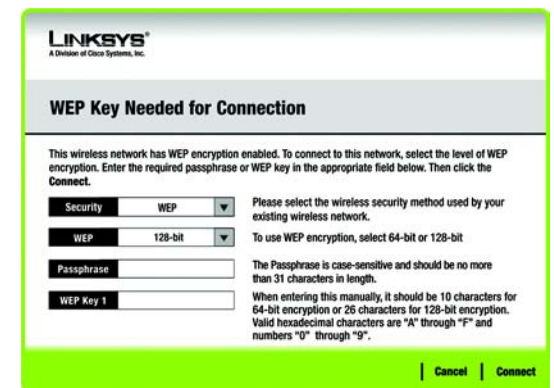 LINKSYS®
A Division of Cisco Systems, Inc.
WEP Key Needed for Connection
This wireless network has WEP encryption enabled. To connect to this network, select the level of WEP
encryption. Enter the required passphrase or WEP key in the appropriate field below. Then click the
Connect.
Security WEP
Please select the wireless security method used by your
existing wireless network.
WEP 128-bit
To use WEP encryption, select 64-bit or 128-bit
Passphrase
The Passphrase is case-sensitive and should be no more
than 31 characters in length.
WEP Key 1
When entering this manually, it should be 10 characters for
64-bit encryption or 26 characters for 128-bit encryption.
Valid hexadecimal characters are “A” through “F” and
numbers “0” through “9”.
Cancel Connect